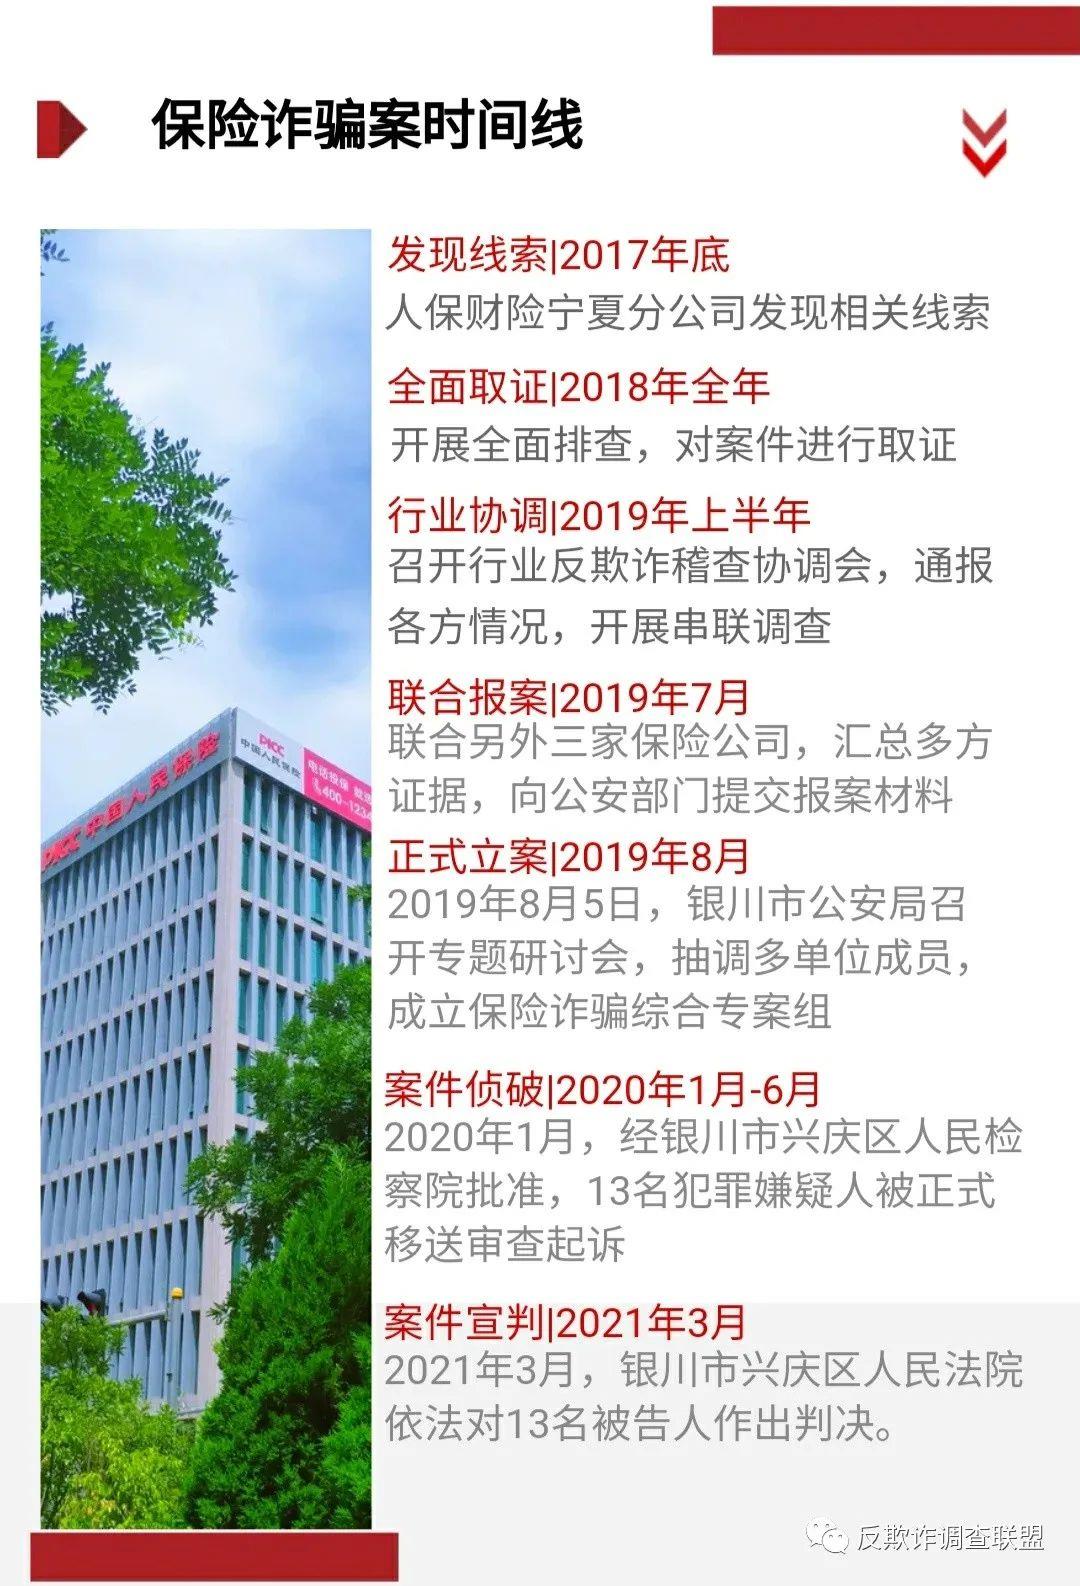 保险诈骗案时间线
发现线索|2017年底
人保财险宁夏分公司发现相关线索
全面取证|2018年全年
开展全面排查，对案件进行取证
行业协调|2019年上半年
召开行业反欺诈稽查协调会，通报
各方情况，开展串联调查
联合报案|2019年7月
联合另外三家保险公司，汇总多方
证据，向公安部门提交报案材料
正式立案|2019年8月
2019年8月5日，银川市公安局召
开专题研讨会，抽调多单位成员，
成立保险诈骗综合专案组
案件侦破|2020年1月-6月
2020年1月，经银川市兴庆区人民检
察院批准，13名犯罪嫌疑人被正式
移送审查起诉
案件宣判|2021年3月
2021年3月，银川市兴庆区人民法院
依法对13名被告人作出判决。
PICC 中国人民保险
PICC
中国人民保险
电话投保
400-1234
反欺诈调查联盟